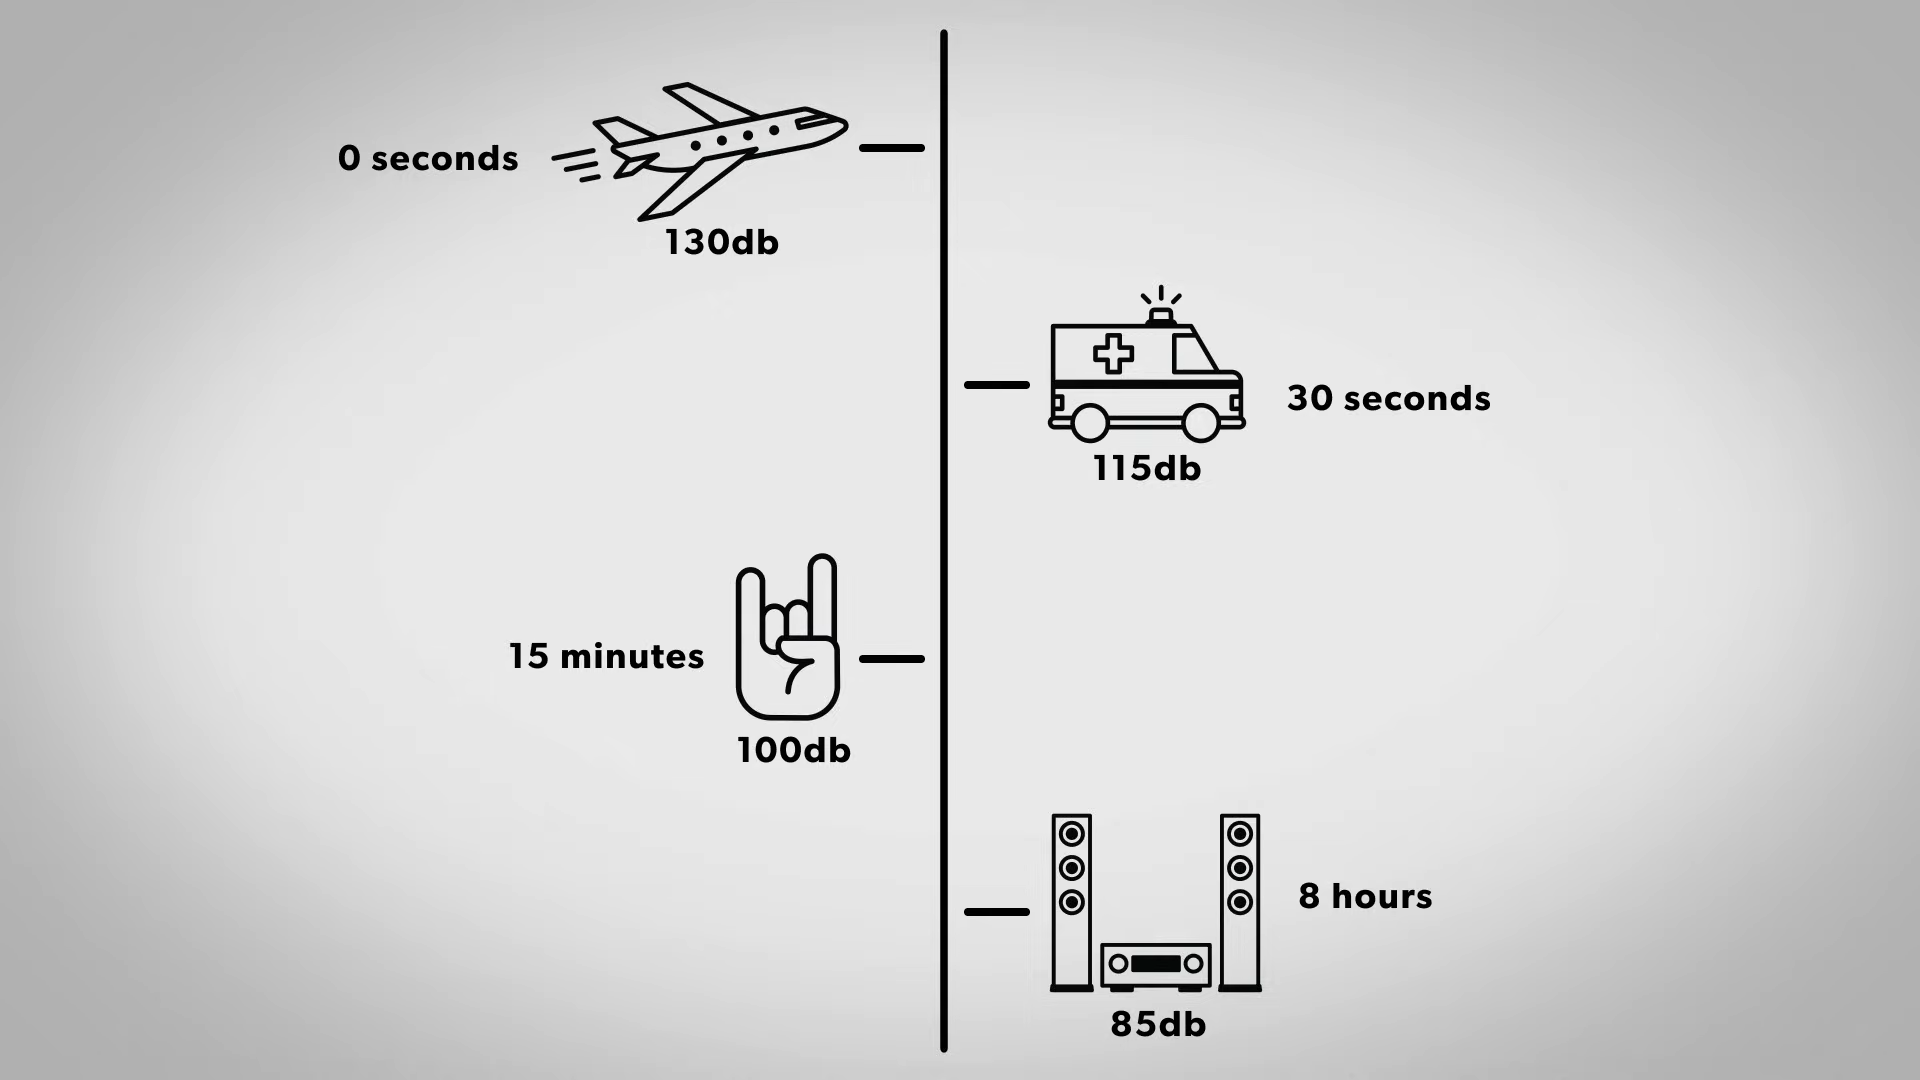 0 seconds
130db
30 seconds
115db
15 minutes
100db
8 hours
85db